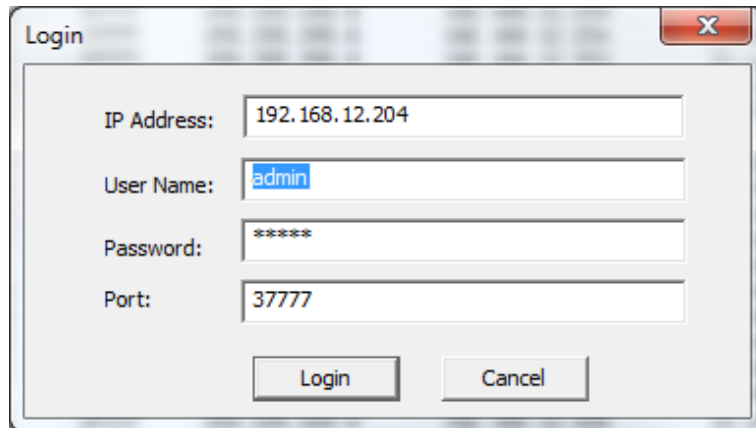 Login
IP Address: 192.168.12.204
User Name: admin
Password: *****
Port: 37777
Login Cancel